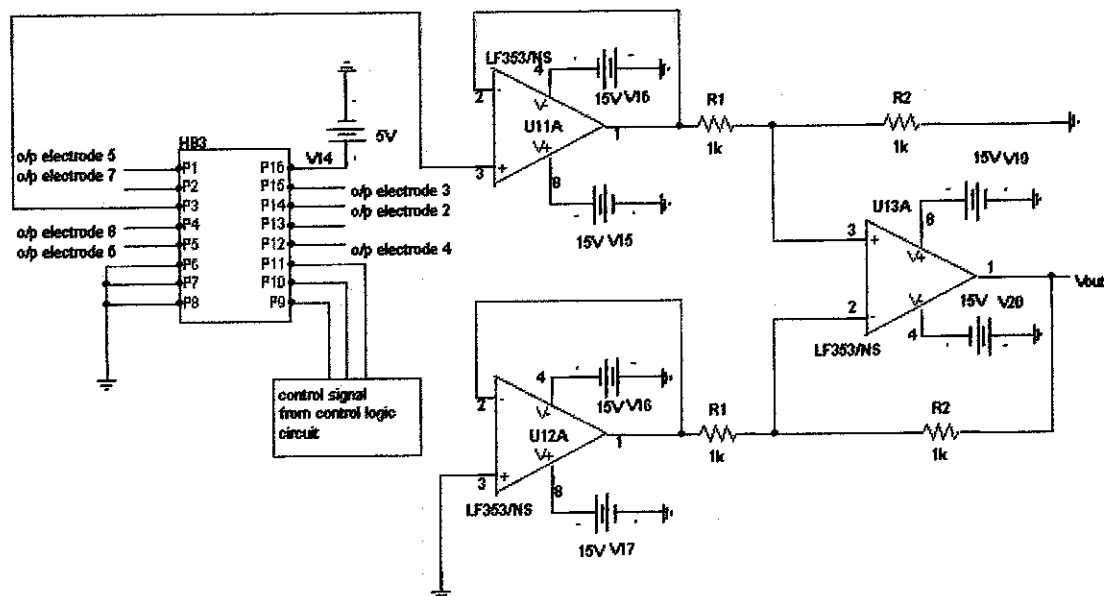 LF353/NS
4
V-
15V V16
2
-
U11A
1
V+
3
+
8
15V V15
R1
1k
R2
1k
5V
V14
HB3
o/p electrode 5
o/p electrode 7
P1
P2
P3
o/p electrode 8
P4
o/p electrode 6
P5
P6
P7
P8
P16
P15
o/p electrode 3
P14
o/p electrode 2
P13
P12
o/p electrode 4
P11
P10
P9
control signal
from control logic
circuit
15V V19
U13A
8
3
+
V+
1
Vout
2
-
V-
4
15V V20
LF353/NS
4
V-
15V V16
2
-
U12A
1
V+
3
+
8
LF353/NS
15V V17
R1
1k
R2
1k